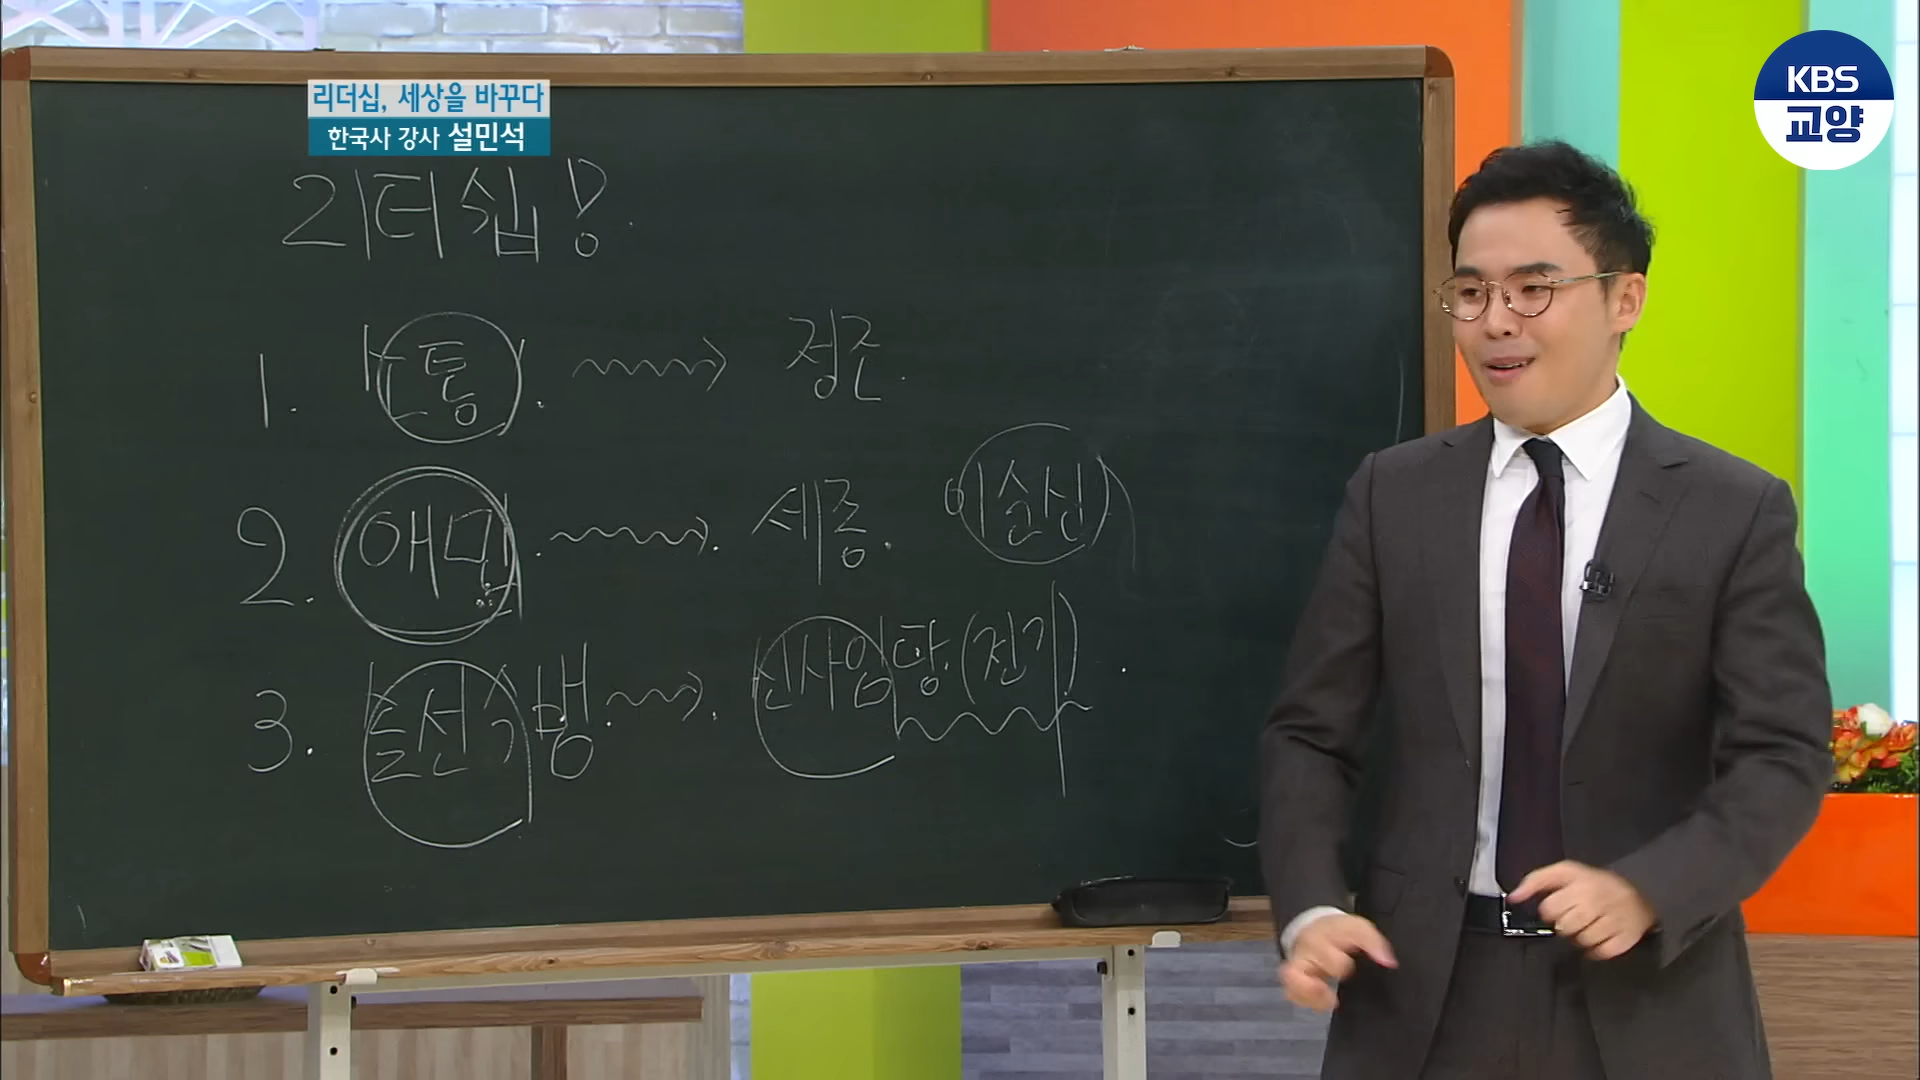 리더십, 세상을 바꾸다
한국사 강사 설민석
KBS
교양
리더십!
1. 소통. → 정조.
2. 애민. → 세종. 이순신
3. 솔선수범. → 신사임당(전기)